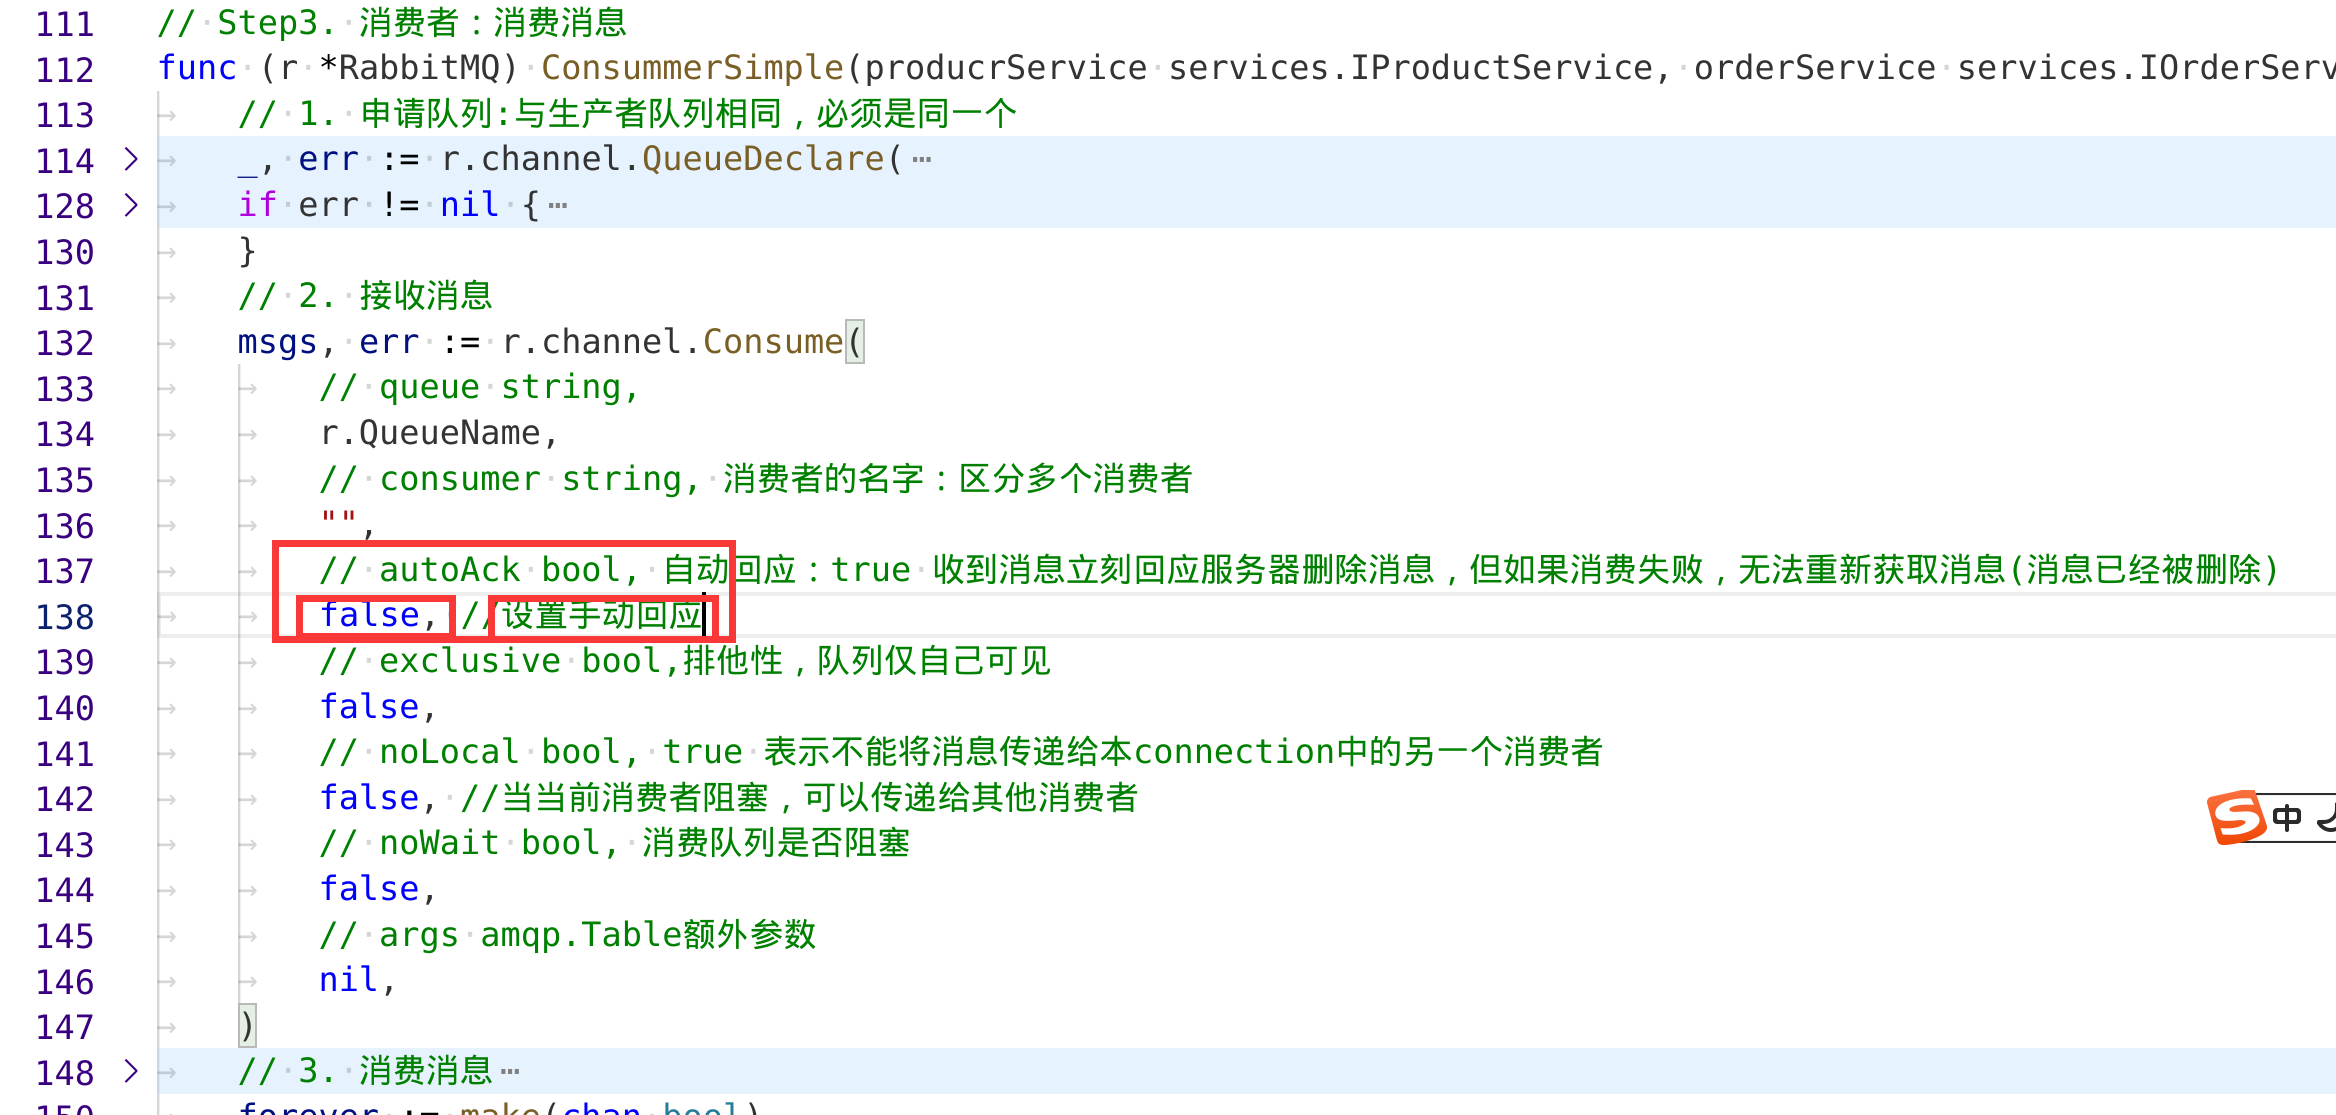 111 // Step3. 消费者：消费消息
112 func (r *RabbitMQ) ConsummerSimple(producrService services.IProductService, orderService services.IOrderServ
113 // 1. 申请队列:与生产者队列相同，必须是同一个
114 _, err := r.channel.QueueDeclare(⋯
128 if err != nil {⋯
130 }
131 // 2. 接收消息
132 msgs, err := r.channel.Consume(
133 // queue string,
134 r.QueueName,
135 // consumer string, 消费者的名字：区分多个消费者
136 "",
137 // autoAck bool, 自动回应：true 收到消息立刻回应服务器删除消息，但如果消费失败，无法重新获取消息(消息已经被删除)
138 false, //设置手动回应
139 // exclusive bool,排他性，队列仅自己可见
140 false,
141 // noLocal bool, true 表示不能将消息传递给本connection中的另一个消费者
142 false, //当当前消费者阻塞，可以传递给其他消费者
143 // noWait bool, 消费队列是否阻塞
144 false,
145 // args amqp.Table额外参数
146 nil,
147 )
148 // 3. 消费消息⋯
150 forever := make(chan bool)
S 中